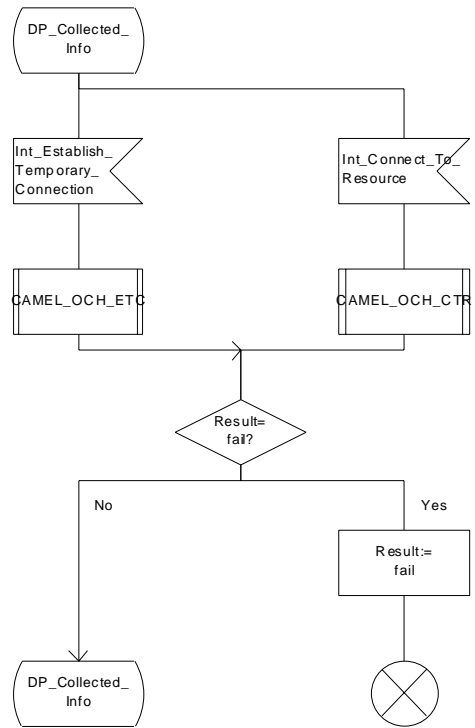 DP_Collected_
Info
Int_Establish_
Temporary_
Connection
Int_Connect_To_
Resource
CAMEL_OCH_ETC
CAMEL_OCH_CTR
Result=
fail?
No
Yes
Result:=
fail
DP_Collected_
Info